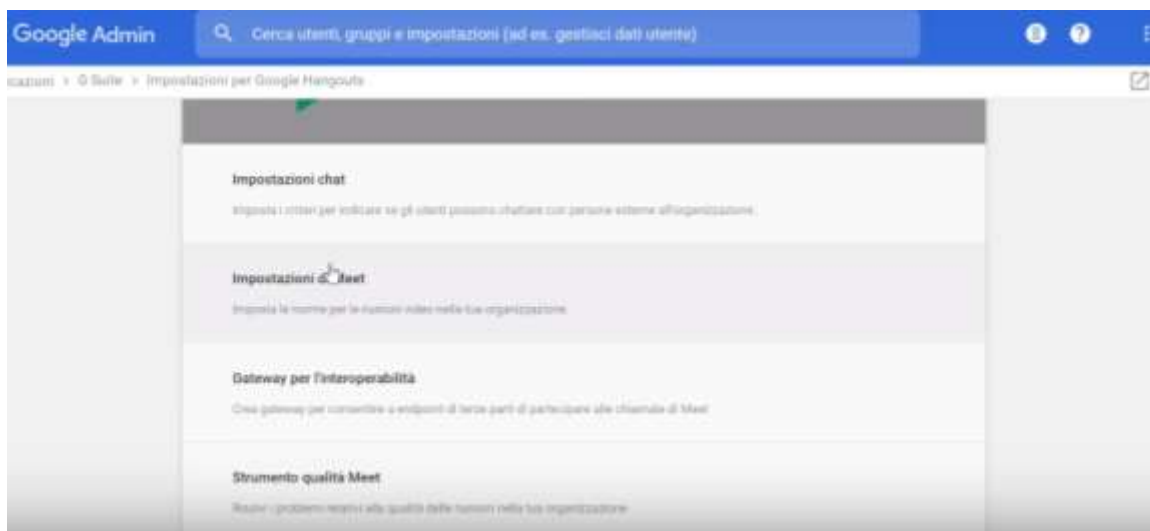 Google Admin
Cerca utenti, gruppi e impostazioni (ad es. gestisci dati utente)
cazioni > G Suite > Impostazioni per Google Hangouts
Impostazioni chat
Imposta i criteri per indicare se gli utenti possono chattare con persone esterne all'organizzazione.
Impostazioni di Meet
Imposta le norme per le riunioni video nella tua organizzazione
Gateway per l'interoperabilità
Crea gateway per consentire a endpoint di terze parti di partecipare alle chiamate di Meet
Strumento qualità Meet
Risolvi i problemi relativi alla qualità delle riunioni nella tua organizzazione